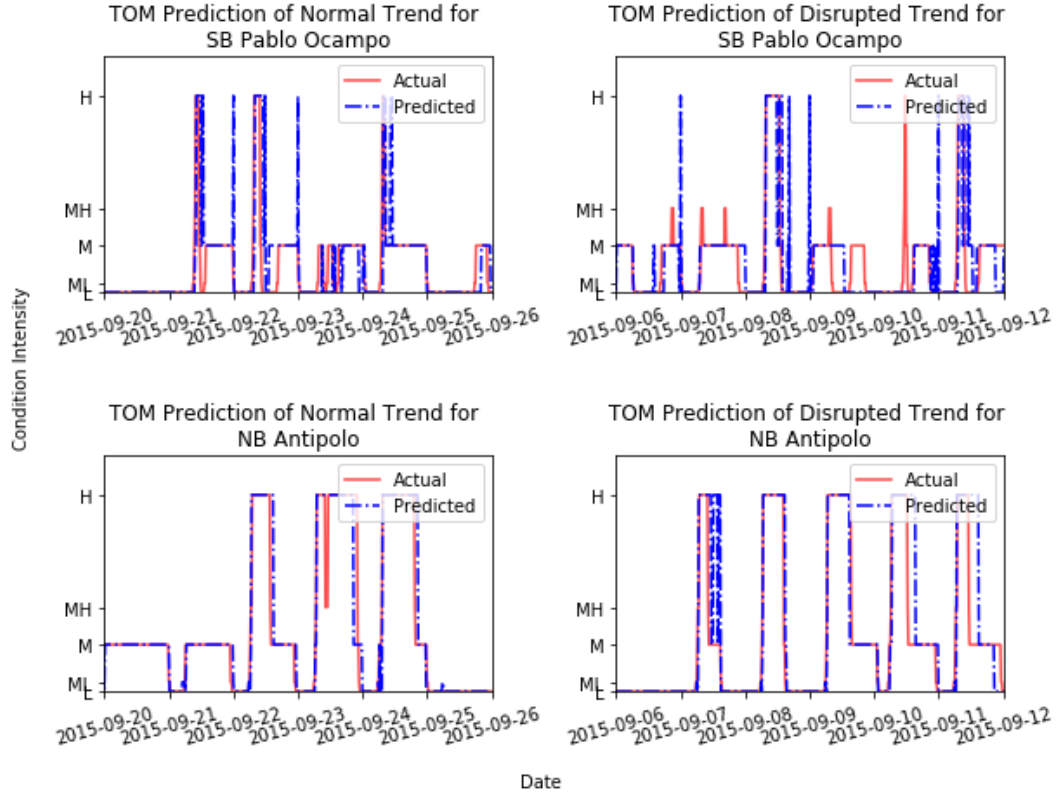 TOM Prediction of Normal Trend for
SB Pablo Ocampo
Actual
Predicted
H
MH
M
ML
L
2015-09-20
2015-09-21
2015-09-22
2015-09-23
2015-09-24
2015-09-25
2015-09-26
TOM Prediction of Disrupted Trend for
SB Pablo Ocampo
Actual
Predicted
H
MH
M
ML
L
2015-09-06
2015-09-07
2015-09-08
2015-09-09
2015-09-10
2015-09-11
2015-09-12
Condition Intensity
TOM Prediction of Normal Trend for
NB Antipolo
Actual
Predicted
H
MH
M
ML
L
2015-09-20
2015-09-21
2015-09-22
2015-09-23
2015-09-24
2015-09-25
2015-09-26
TOM Prediction of Disrupted Trend for
NB Antipolo
Actual
Predicted
H
MH
M
ML
L
2015-09-06
2015-09-07
2015-09-08
2015-09-09
2015-09-10
2015-09-11
2015-09-12
Date